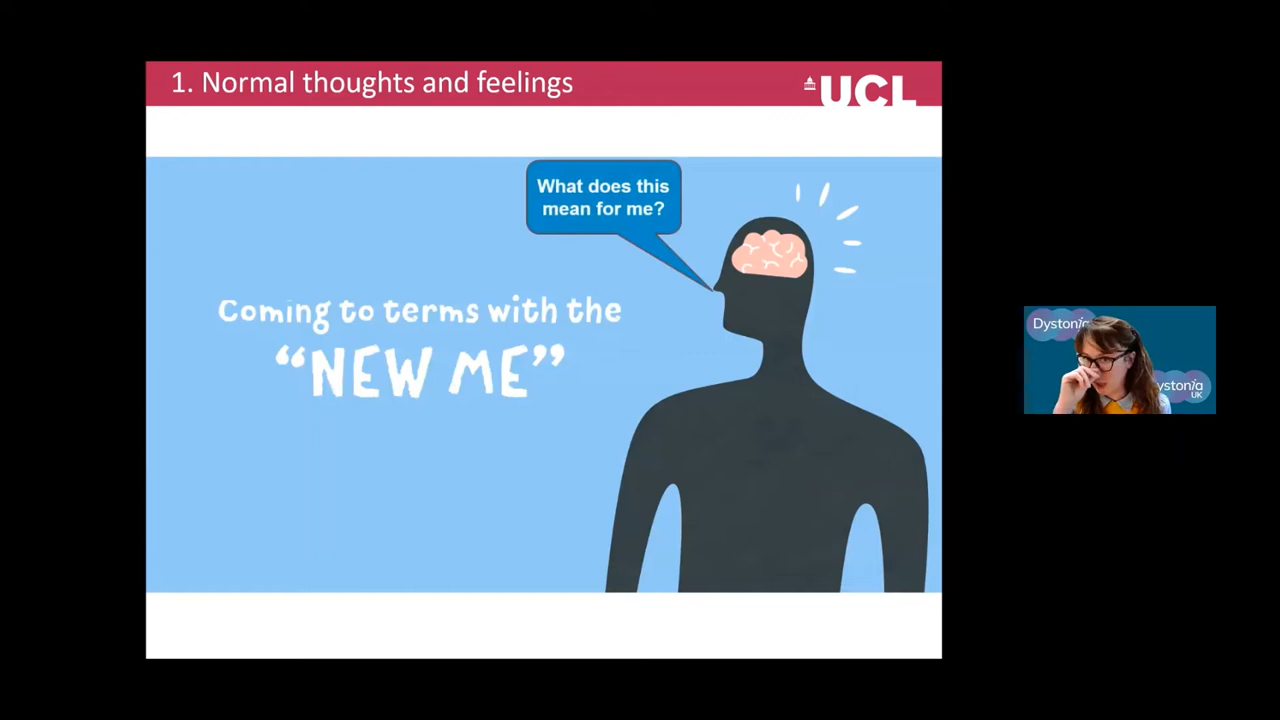 1. Normal thoughts and feelings
UCL
What does this
mean for me?
Coming to terms with the
“NEW ME”
Dystonia
ystonia
UK